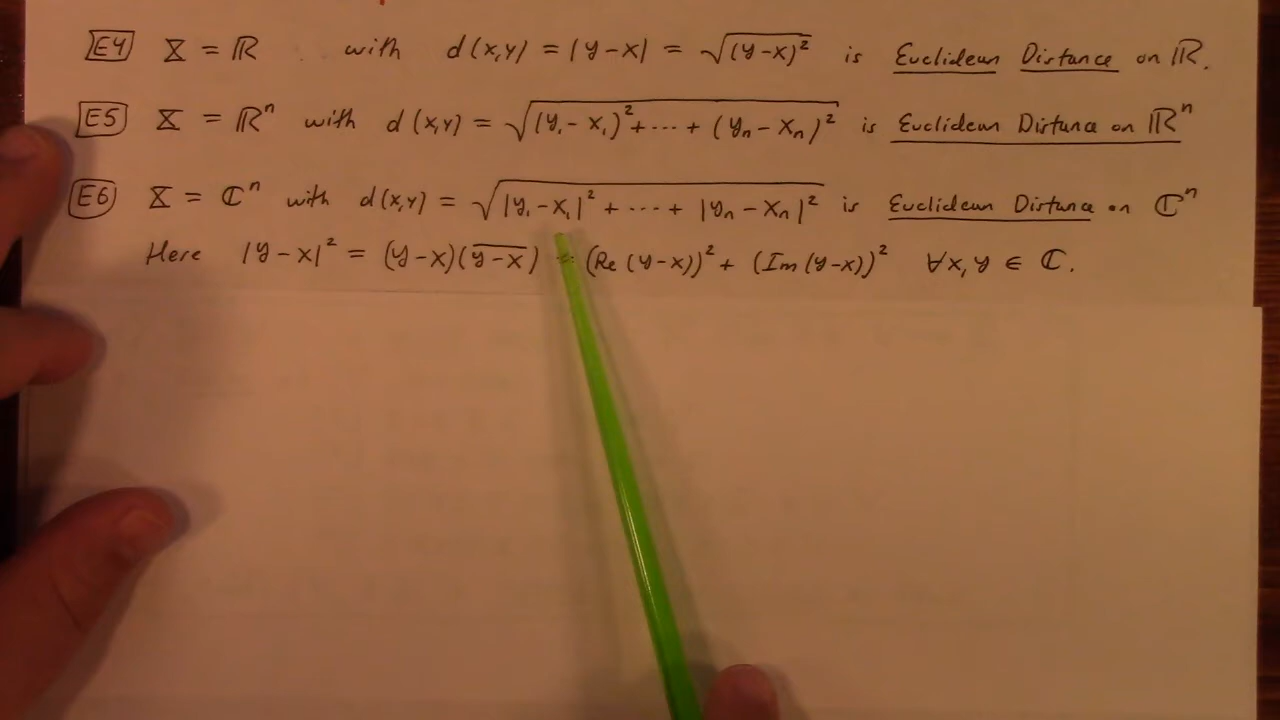 E4 X = ℝ with d(x,y) = |y-x| = √(y-x)² is Euclidean Distance on ℝ.
E5 X = ℝⁿ with d(x,y) = √(y₁-x₁)²+⋯+(yₙ-xₙ)² is Euclidean Distance on ℝⁿ
E6 X = ℂⁿ with d(x,y) = √|y₁-x₁|²+⋯+|yₙ-xₙ|² is Euclidean Distance on ℂⁿ
Here |y-x|² = (y-x)(y̅-̅x̅) = (Re(y-x))² + (Im(y-x))² ∀x,y ∈ ℂ.